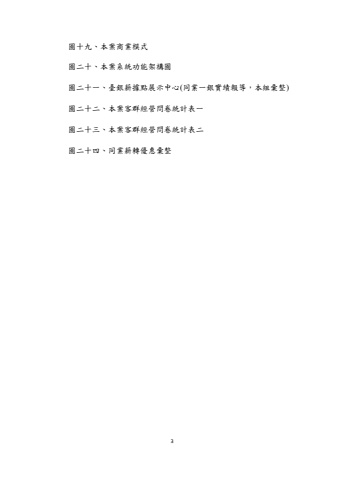 圖十九、本案商業模式
圖二十、本案系統功能架構圖
圖二十一、臺銀薪據點展示中心(同業一銀實績報導，本組彙整)
圖二十二、本案客群經營問卷統計表一
圖二十三、本案客群經營問卷統計表二
圖二十四、同業薪轉優惠彙整
3